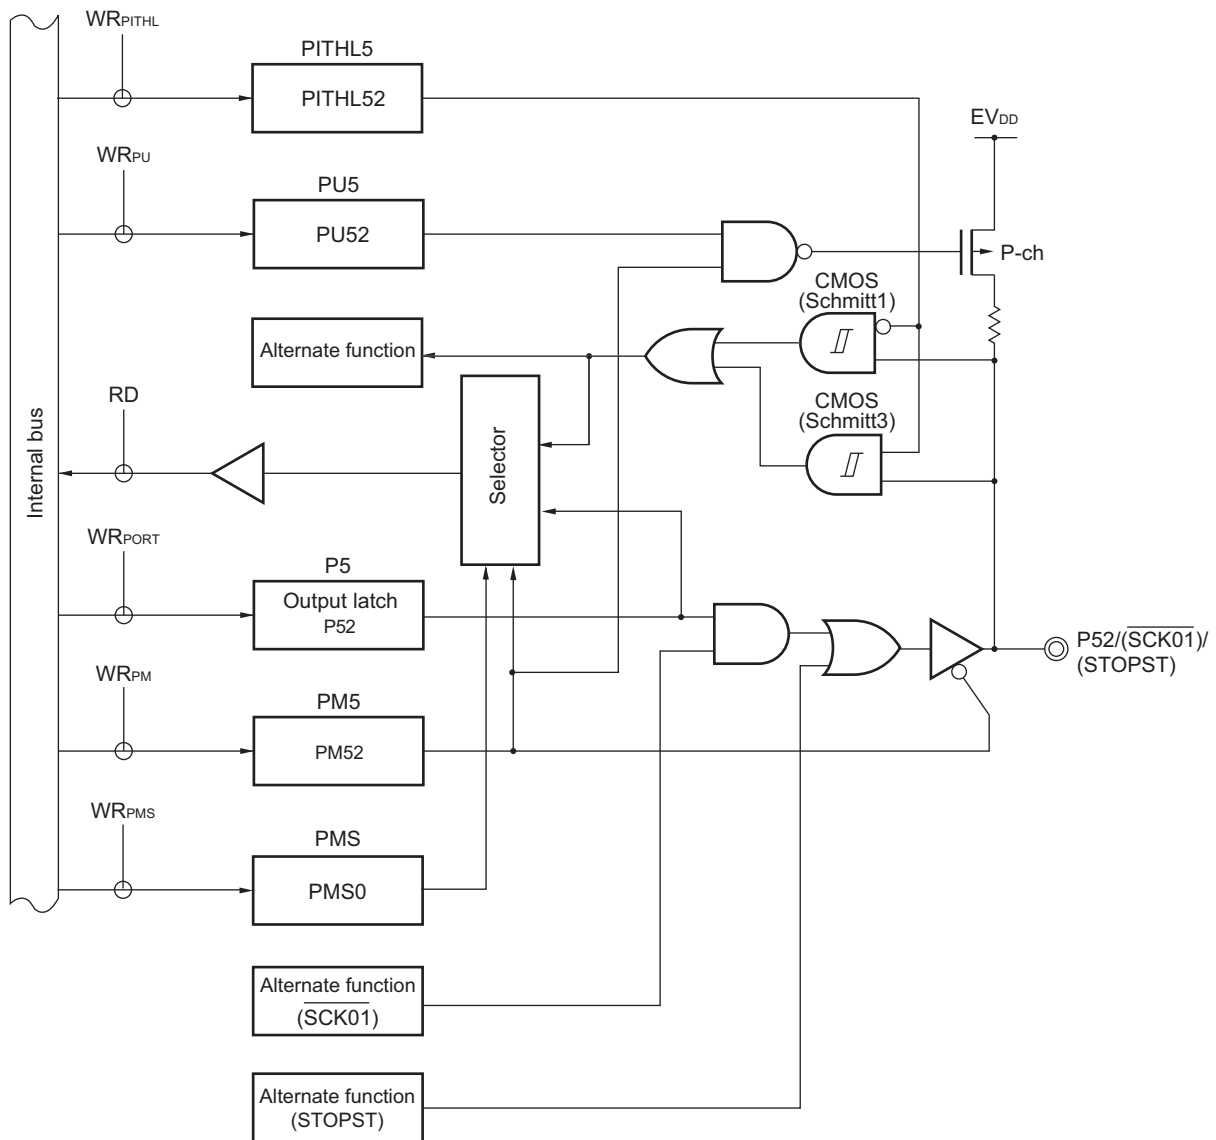 WRPITHL
PITHL5
PITHL52
EVDD
WRPU
PU5
PU52
P-ch
CMOS
(Schmitt1)
Alternate function
RD
CMOS
(Schmitt3)
Internal bus
Selector
WRPORT
P5
Output latch
P52
P52/(SCK01)/
(STOPST)
WRPM
PM5
PM52
WRPMS
PMS
PMS0
Alternate function
(SCK01)
Alternate function
(STOPST)